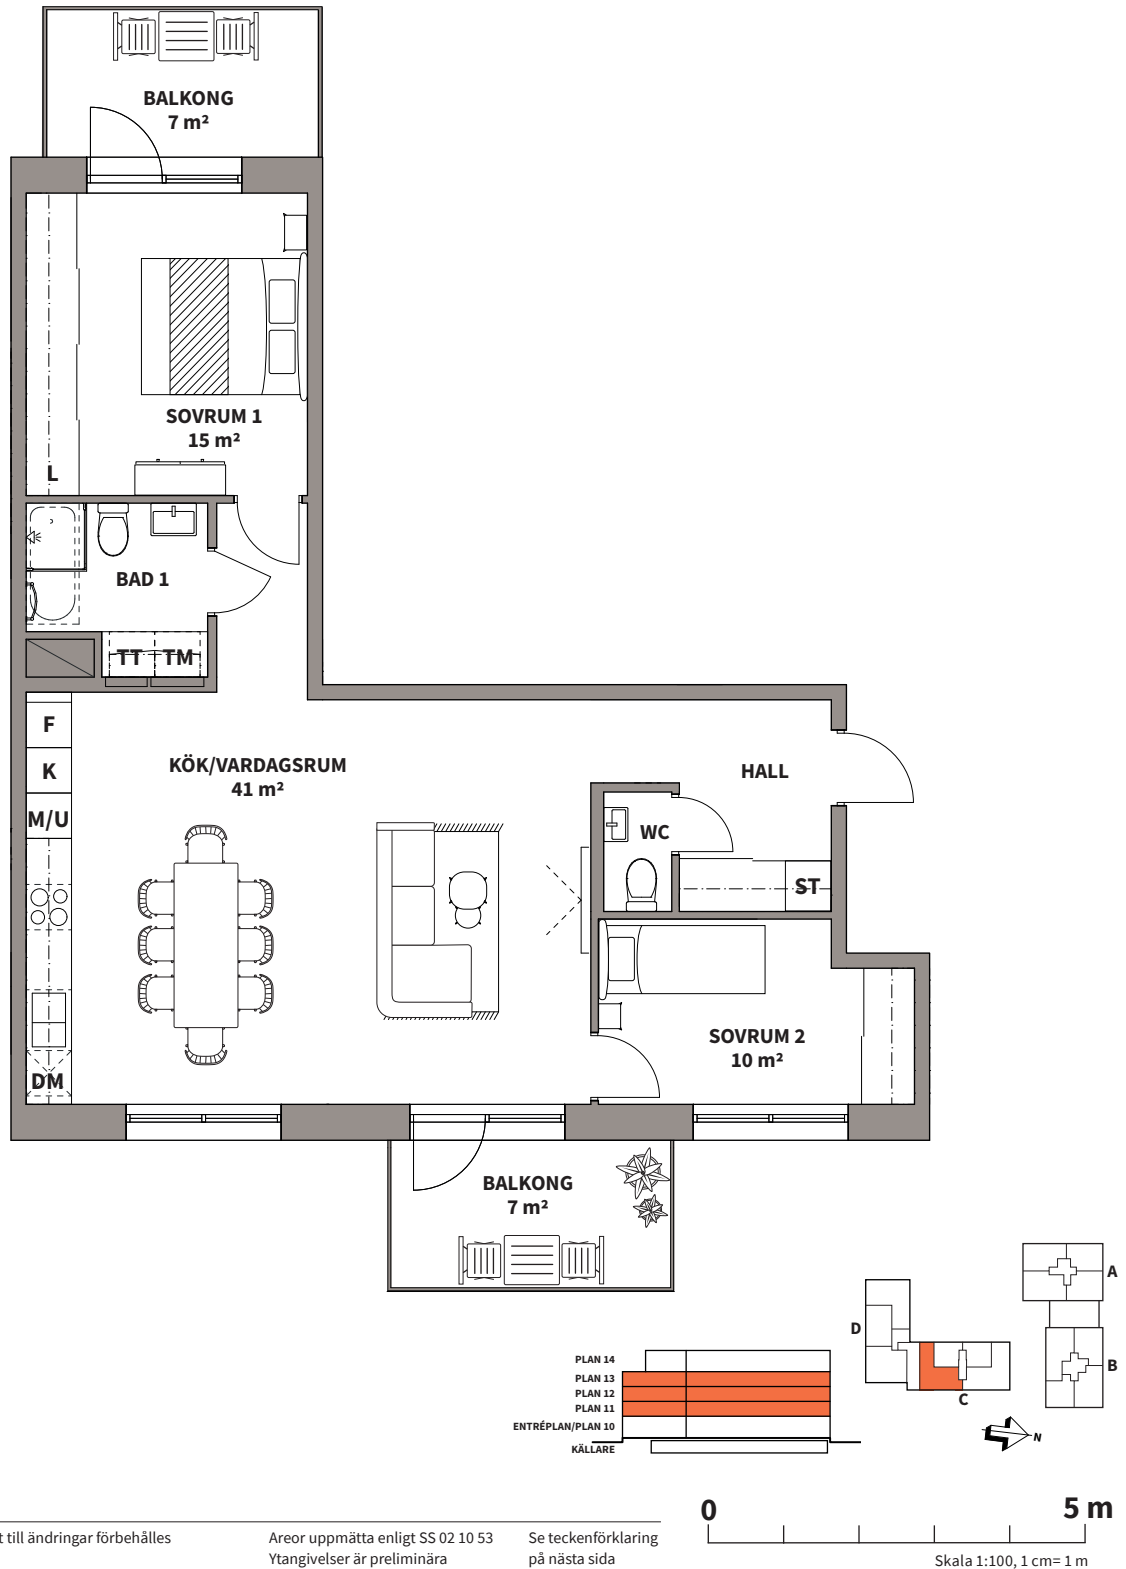 BALKONG
7 m²
SOVRUM 1
15 m²
L
BAD 1
TT TM
F
K
M/U
KÖK/VARDAGSRUM
41 m²
HALL
WC
ST
SOVRUM 2
10 m²
DM
BALKONG
7 m²
A
D
B
C
N
PLAN 14
PLAN 13
PLAN 12
PLAN 11
ENTRÉPLAN/PLAN 10
KÄLLARE
0 5 m
Skala 1:100, 1 cm= 1 m
t till ändringar förbehålles
Areor uppmätta enligt SS 02 10 53
Ytangivelser är preliminära
Se teckenförklaring
på nästa sida